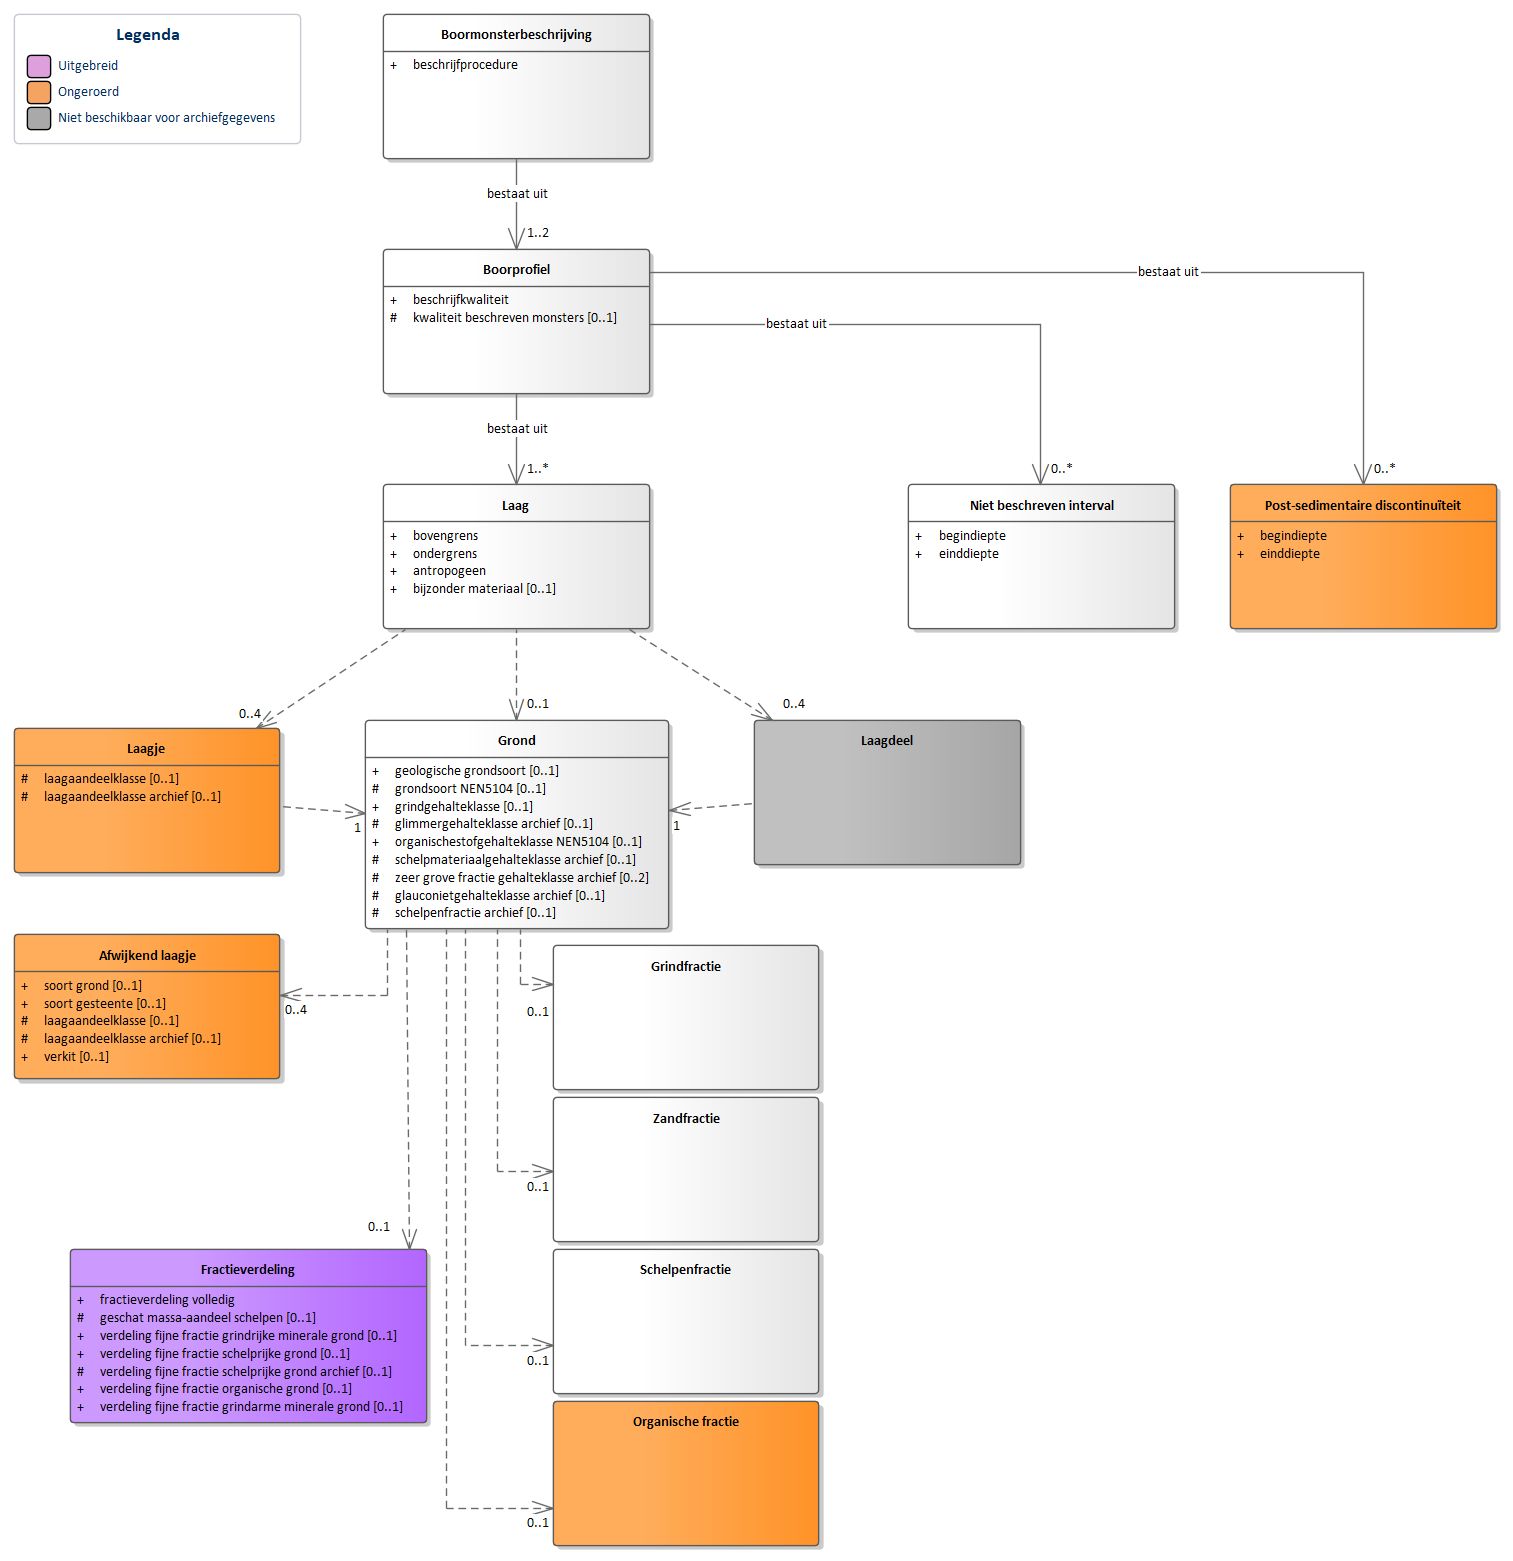 Legenda
Uitgebreid
Ongeroerd
Niet beschikbaar voor archiefgegevens
Boormonsterbeschrijving
+ beschrijfprocedure
bestaat uit
1..2
Boorprofiel
+ beschrijfkwaliteit
# kwaliteit beschreven monsters [0..1]
bestaat uit
bestaat uit
bestaat uit
1..*
0..*
0..*
Laag
+ bovengrens
+ ondergrens
+ antropogeen
+ bijzonder materiaal [0..1]
Niet beschreven interval
+ begindiepte
+ einddiepte
Post-sedimentaire discontinuïteit
+ begindiepte
+ einddiepte
0..4
0..1
0..4
Laagje
# laagaandeelklasse [0..1]
# laagaandeelklasse archief [0..1]
1
Grond
+ geologische grondsoort [0..1]
# grondsoort NEN5104 [0..1]
+ grindgehalteklasse [0..1]
# glimmergehalteklasse archief [0..1]
+ organischestofgehalteklasse NEN5104 [0..1]
# schelpmateriaalgehalteklasse archief [0..1]
# zeer grove fractie gehalteklasse archief [0..2]
# glauconietgehalteklasse archief [0..1]
# schelpenfractie archief [0..1]
1
Laagdeel
Afwijkend laagje
+ soort grond [0..1]
+ soort gesteente [0..1]
# laagaandeelklasse [0..1]
# laagaandeelklasse archief [0..1]
+ verkit [0..1]
0..4
Grindfractie
0..1
Zandfractie
0..1
0..1
Fractieverdeling
+ fractieverdeling volledig
# geschat massa-aandeel schelpen [0..1]
+ verdeling fijne fractie grindrijke minerale grond [0..1]
+ verdeling fijne fractie schelprijke grond [0..1]
# verdeling fijne fractie schelprijke grond archief [0..1]
+ verdeling fijne fractie organische grond [0..1]
+ verdeling fijne fractie grindarme minerale grond [0..1]
Schelpenfractie
0..1
Organische fractie
0..1